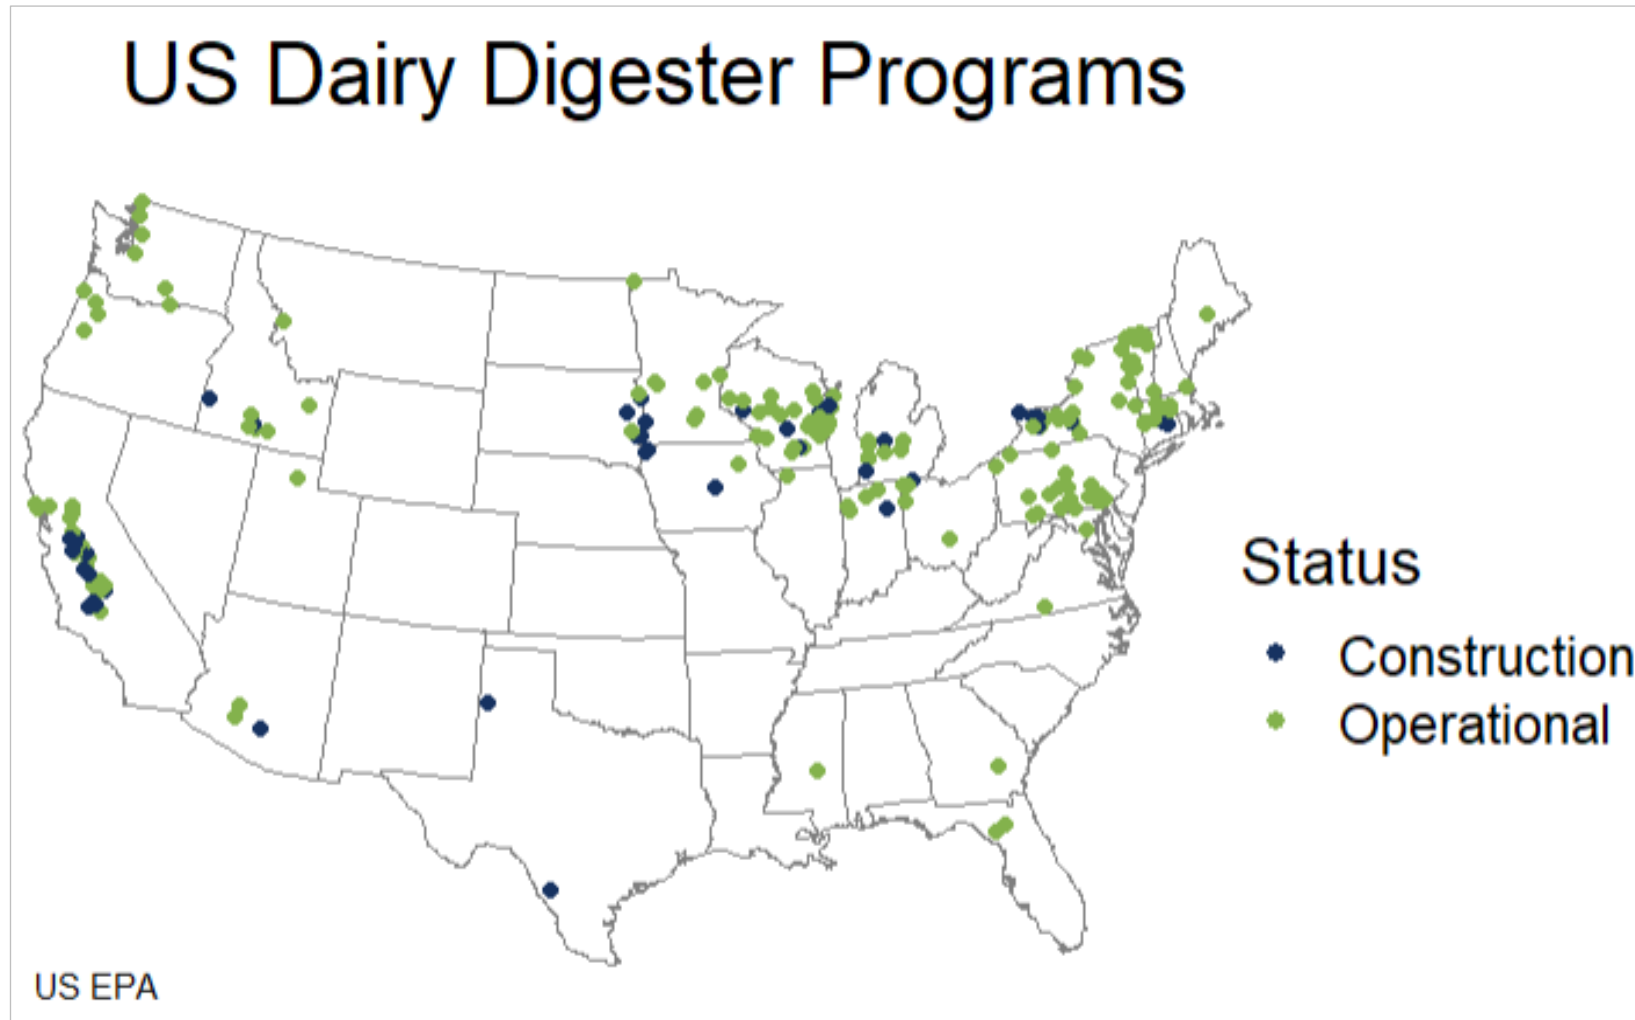 US Dairy Digester Programs
Status
Construction
Operational
US EPA